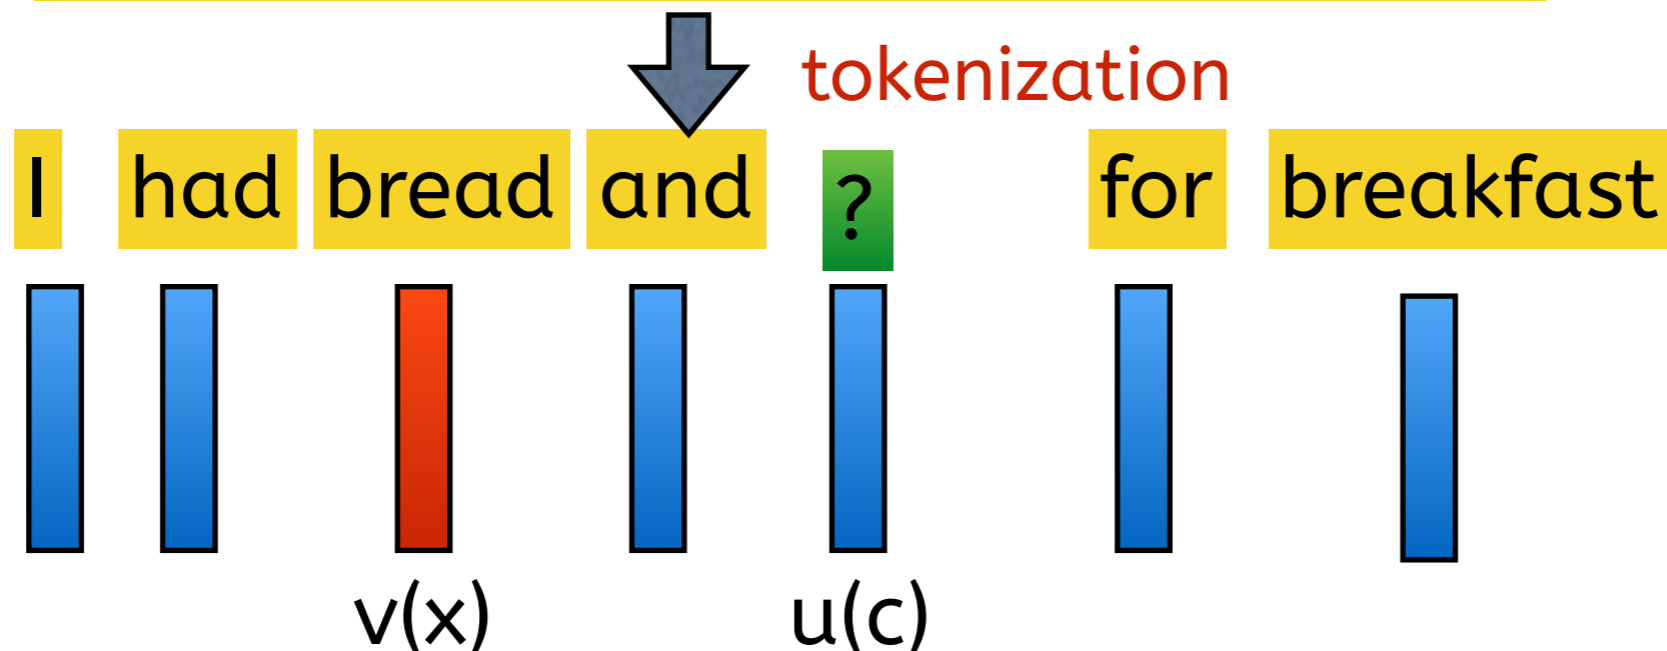 tokenization
I had bread and ? for breakfast
v(x) u(c)